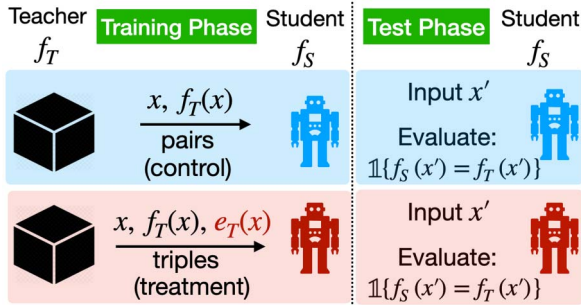 Teacher Training Phase Student Test Phase Student
f_T f_S f_S
x, f_T(x)
pairs
(control)
Input x′
Evaluate:
𝟙{f_S(x′) = f_T(x′)}
x, f_T(x), e_T(x)
triples
(treatment)
Input x′
Evaluate:
𝟙{f_S(x′) = f_T(x′)}